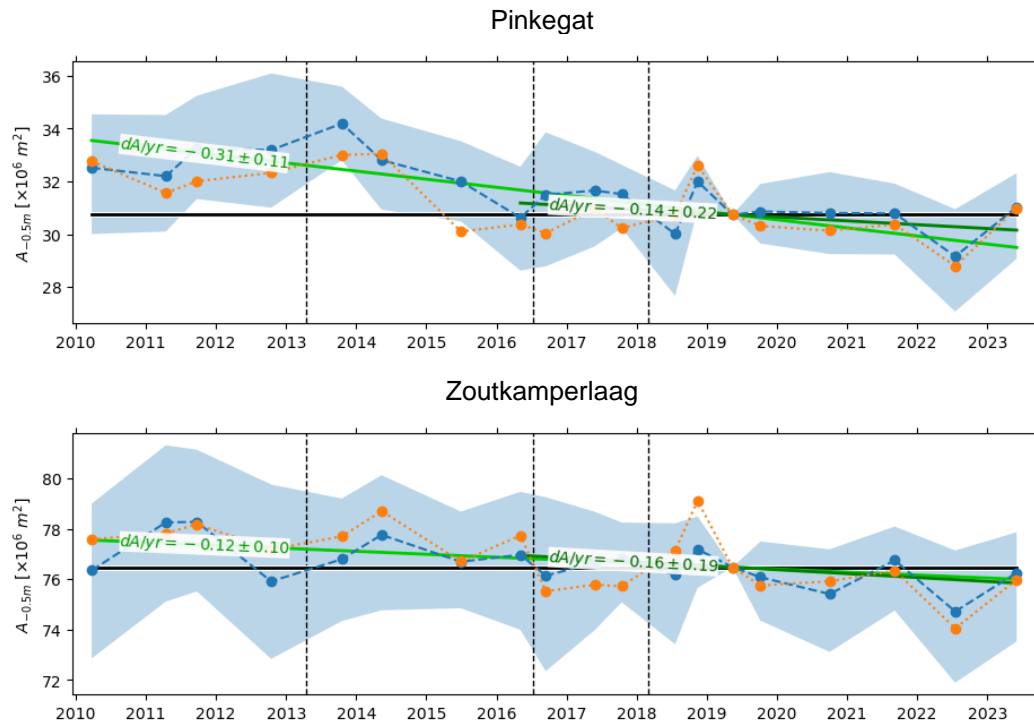 Pinkegat
A−0.5m [×10⁶ m²]
36
34
32
30
28
dA/yr = −0.31 ± 0.11
dA/yr = −0.14 ± 0.22
2010 2011 2012 2013 2014 2015 2016 2017 2018 2019 2020 2021 2022 2023
Zoutkamperlaag
A−0.5m [×10⁶ m²]
80
78
76
74
72
dA/yr = −0.12 ± 0.10
dA/yr = −0.16 ± 0.19
2010 2011 2012 2013 2014 2015 2016 2017 2018 2019 2020 2021 2022 2023